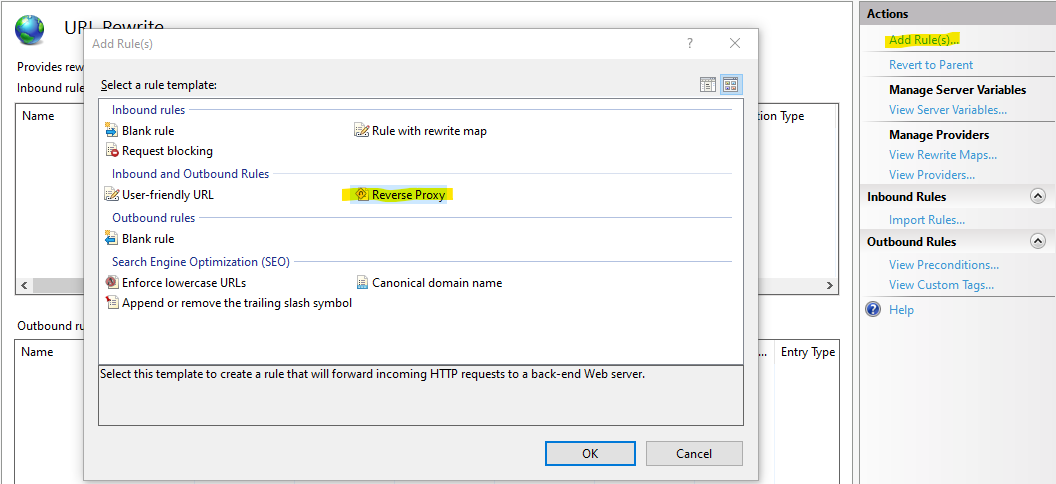 URL Rewrite
Provides rew
Inbound rule
Name
ion Type
Add Rule(s)
?
Select a rule template:
Inbound rules
Blank rule
Rule with rewrite map
Request blocking
Inbound and Outbound Rules
User-friendly URL
Reverse Proxy
Outbound rules
Blank rule
Search Engine Optimization (SEO)
Enforce lowercase URLs
Canonical domain name
Append or remove the trailing slash symbol
Select this template to create a rule that will forward incoming HTTP requests to a back-end Web server.
OK
Cancel
Outbound ru
Name
...
Entry Type
Actions
Add Rule(s)...
Revert to Parent
Manage Server Variables
View Server Variables...
Manage Providers
View Rewrite Maps...
View Providers...
Inbound Rules
Import Rules...
Outbound Rules
View Preconditions...
View Custom Tags...
Help